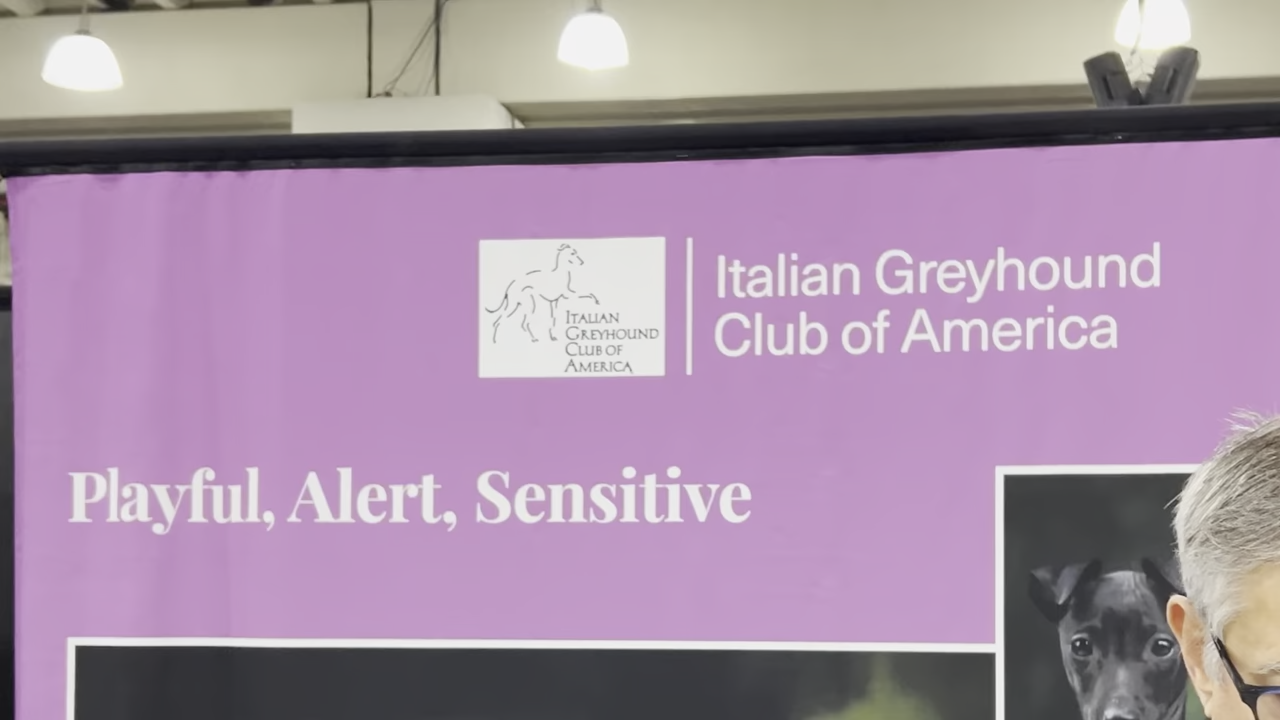 Italian
Greyhound
Club of
America
Italian Greyhound
Club of America
Playful, Alert, Sensitive